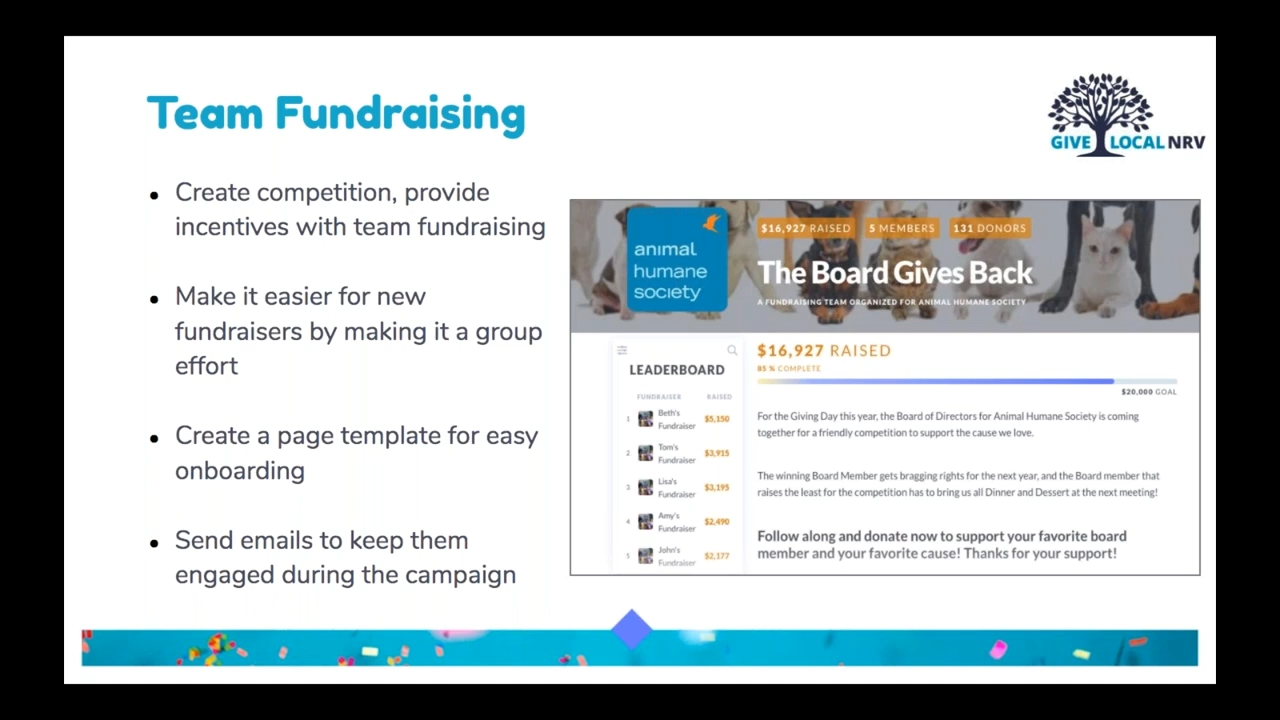 Team Fundraising
GIVE LOCAL NRV
• Create competition, provide
incentives with team fundraising
• Make it easier for new
fundraisers by making it a group
effort
• Create a page template for easy
onboarding
• Send emails to keep them
engaged during the campaign
animal
humane
society
$16,927 RAISED 5 MEMBERS 131 DONORS
The Board Gives Back
A FUNDRAISING TEAM ORGANIZED FOR ANIMAL HUMANE SOCIETY
LEADERBOARD
FUNDRAISER RAISED
1 Beth's
Fundraiser $5,150
2 Tom's
Fundraiser $3,915
3 Lisa's
Fundraiser $3,195
4 Amy's
Fundraiser $2,490
5 John's
Fundraiser $2,177
$16,927 RAISED
85 % COMPLETE
$20,000 GOAL
For the Giving Day this year, the Board of Directors for Animal Humane Society is coming
together for a friendly competition to support the cause we love.
The winning Board Member gets bragging rights for the next year, and the Board member that
raises the least for the competition has to bring us all Dinner and Dessert at the next meeting!
Follow along and donate now to support your favorite board
member and your favorite cause! Thanks for your support!